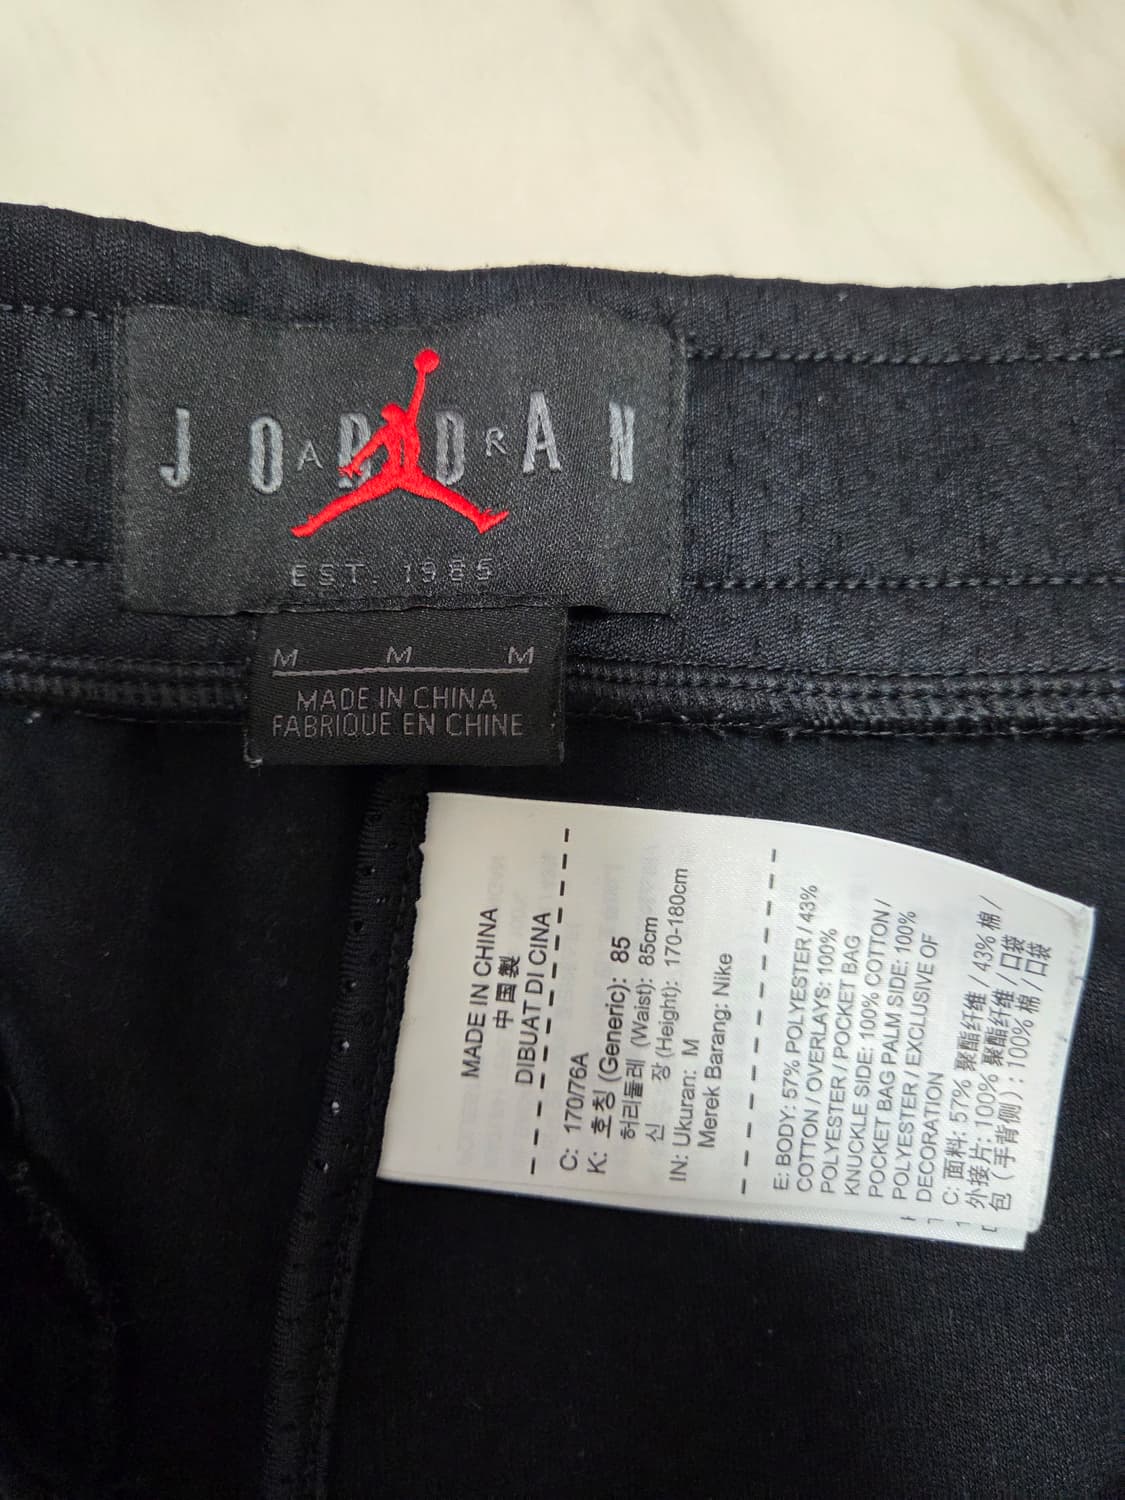 JORDAN
AIR
EST. 1985
M M M
MADE IN CHINA
FABRIQUE EN CHINE
MADE IN CHINA
中国製
DIBUAT DI CINA
C: 170/76A
K: 호칭 (Generic): 85
허리둘레 (Waist): 85cm
신 장 (Height): 170-180cm
IN: Ukuran: M
Merek Barang: Nike
E: BODY: 57% POLYESTER / 43%
COTTON / OVERLAYS: 100%
POLYESTER / POCKET BAG
KNUCKLE SIDE: 100% COTTON /
POCKET BAG PALM SIDE: 100%
POLYESTER / EXCLUSIVE OF
DECORATION
C: 面料: 57% 聚酯纤维 / 43% 棉 /
外接片: 100% 聚酯纤维 / 口袋
包 (手背侧) : 100% 棉 / 口袋